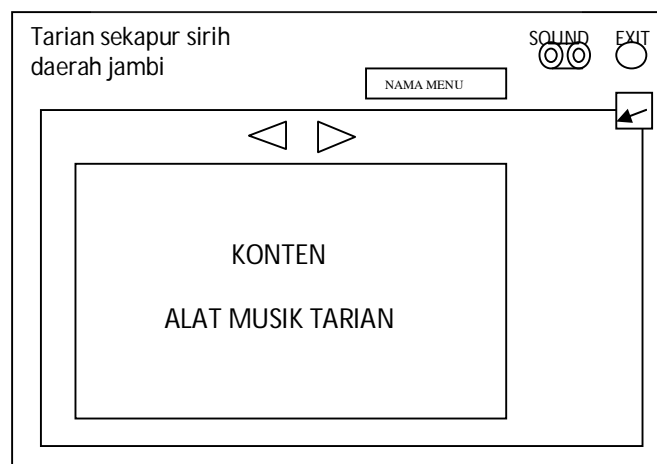 Tarian sekapur sirih
daerah jambi
SOUND
EXIT
NAMA MENU
KONTEN
ALAT MUSIK TARIAN